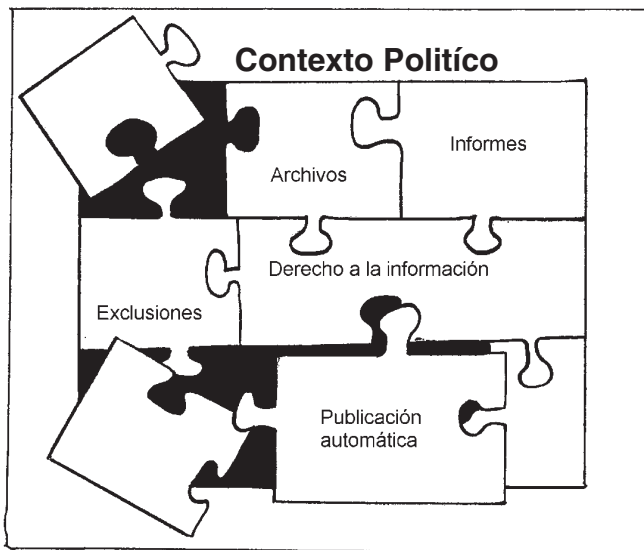 Contexto Politíco
Informes
Archivos
Derecho a la información
Exclusiones
Publicación
automática